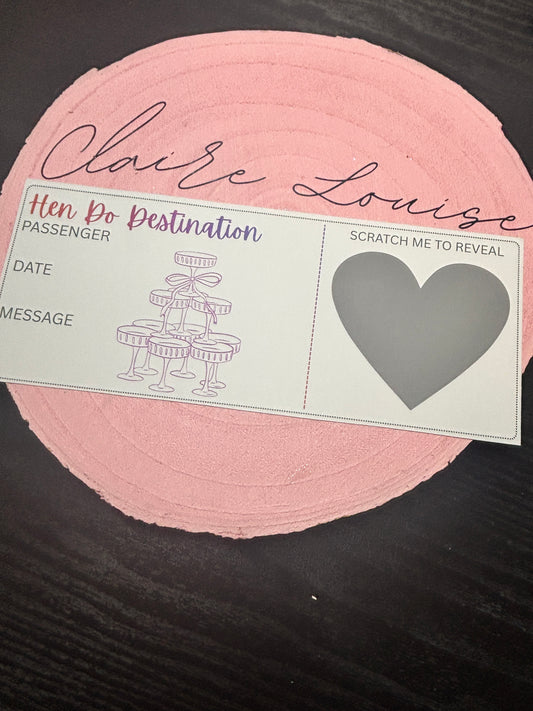 Claire Louise
Hen Do Destination
PASSENGER
DATE
MESSAGE
SCRATCH ME TO REVEAL